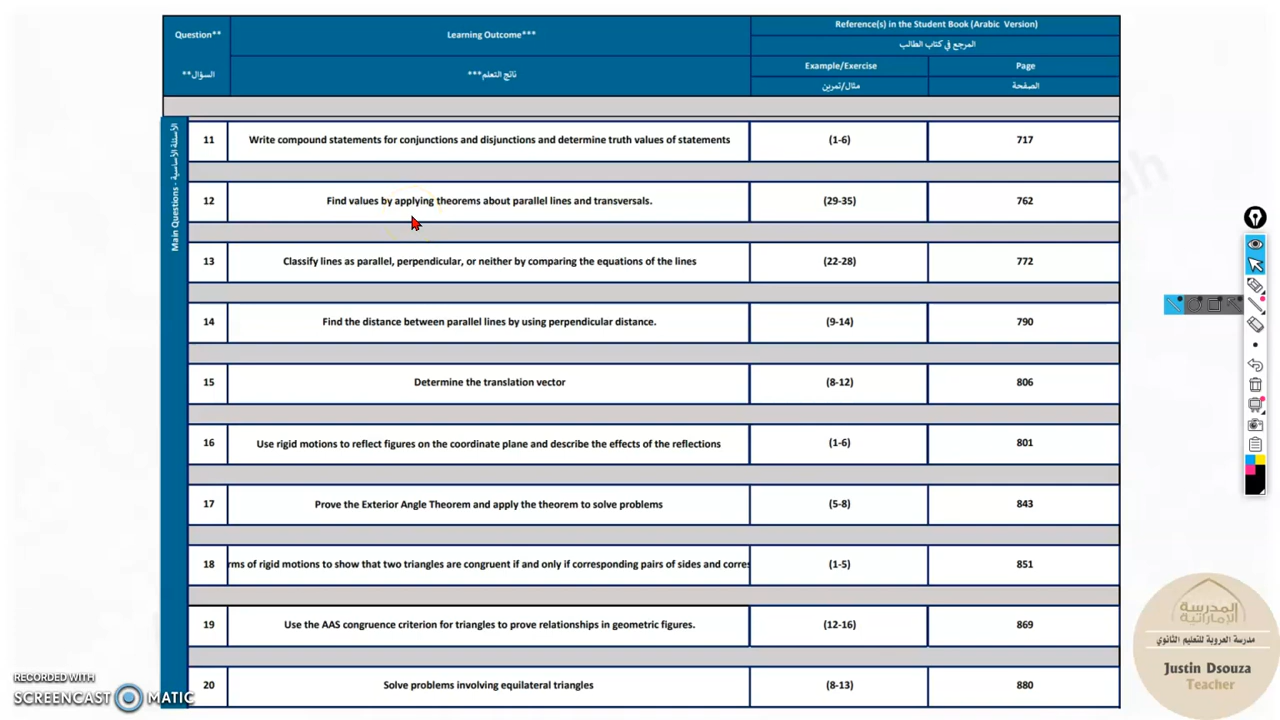 Question**
Learning Outcome***
Reference(s) in the Student Book (Arabic Version)
المرجع في كتاب الطالب
السؤال**
ناتج التعلم***
Example/Exercise
Page
مثال/تمرين
الصفحة
Main Questions - الأسئلة الأساسية
11 Write compound statements for conjunctions and disjunctions and determine truth values of statements (1-6) 717
12 Find values by applying theorems about parallel lines and transversals. (29-35) 762
13 Classify lines as parallel, perpendicular, or neither by comparing the equations of the lines (22-28) 772
14 Find the distance between parallel lines by using perpendicular distance. (9-14) 790
15 Determine the translation vector (8-12) 806
16 Use rigid motions to reflect figures on the coordinate plane and describe the effects of the reflections (1-6) 801
17 Prove the Exterior Angle Theorem and apply the theorem to solve problems (5-8) 843
18 rms of rigid motions to show that two triangles are congruent if and only if corresponding pairs of sides and corres (1-5) 851
19 Use the AAS congruence criterion for triangles to prove relationships in geometric figures. (12-16) 869
20 Solve problems involving equilateral triangles (8-13) 880
المدرسة
الإماراتية
مدرسة العروبة للتعليم الثانوي
Justin Dsouza
Teacher
RECORDED WITH
SCREENCAST MATIC